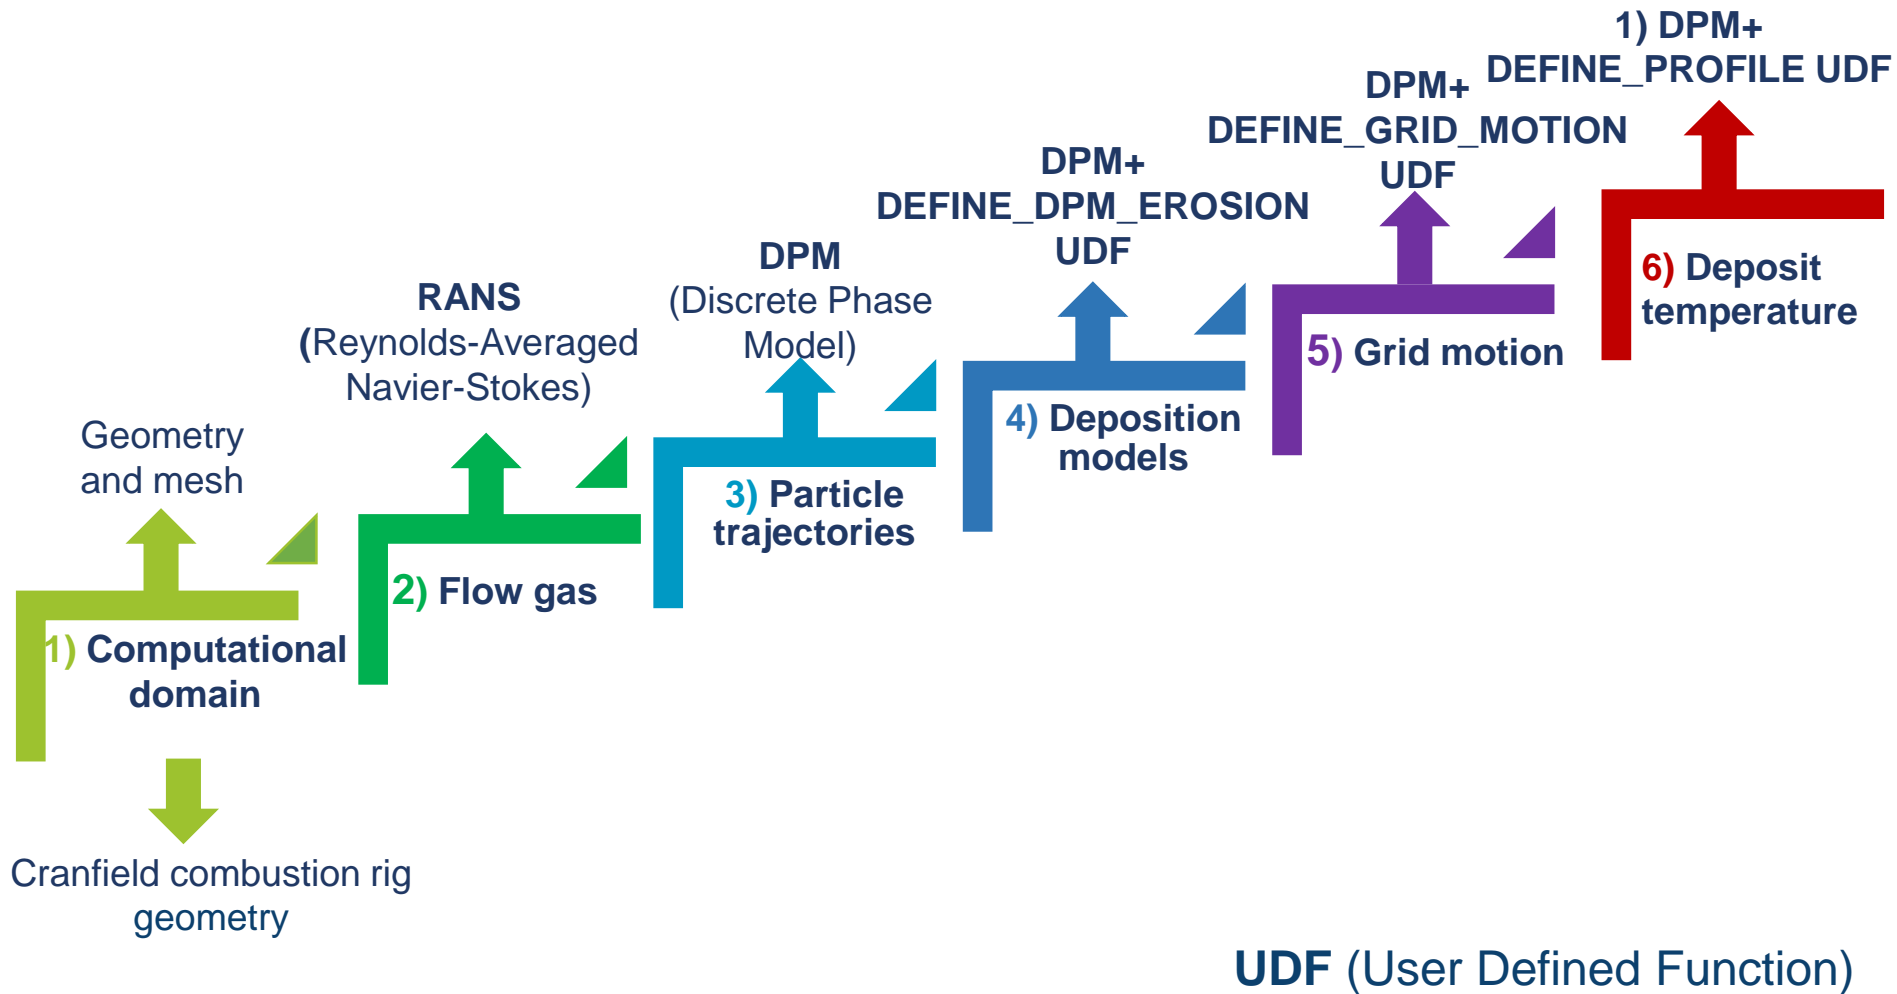 Geometry
and mesh
1) Computational
domain
Cranfield combustion rig
geometry
RANS
(Reynolds-Averaged
Navier-Stokes)
2) Flow gas
DPM
(Discrete Phase
Model)
3) Particle
trajectories
DPM+
DEFINE_DPM_EROSION
UDF
4) Deposition
models
DPM+
DEFINE_GRID_MOTION
UDF
5) Grid motion
1) DPM+
DEFINE_PROFILE UDF
6) Deposit
temperature
UDF (User Defined Function)